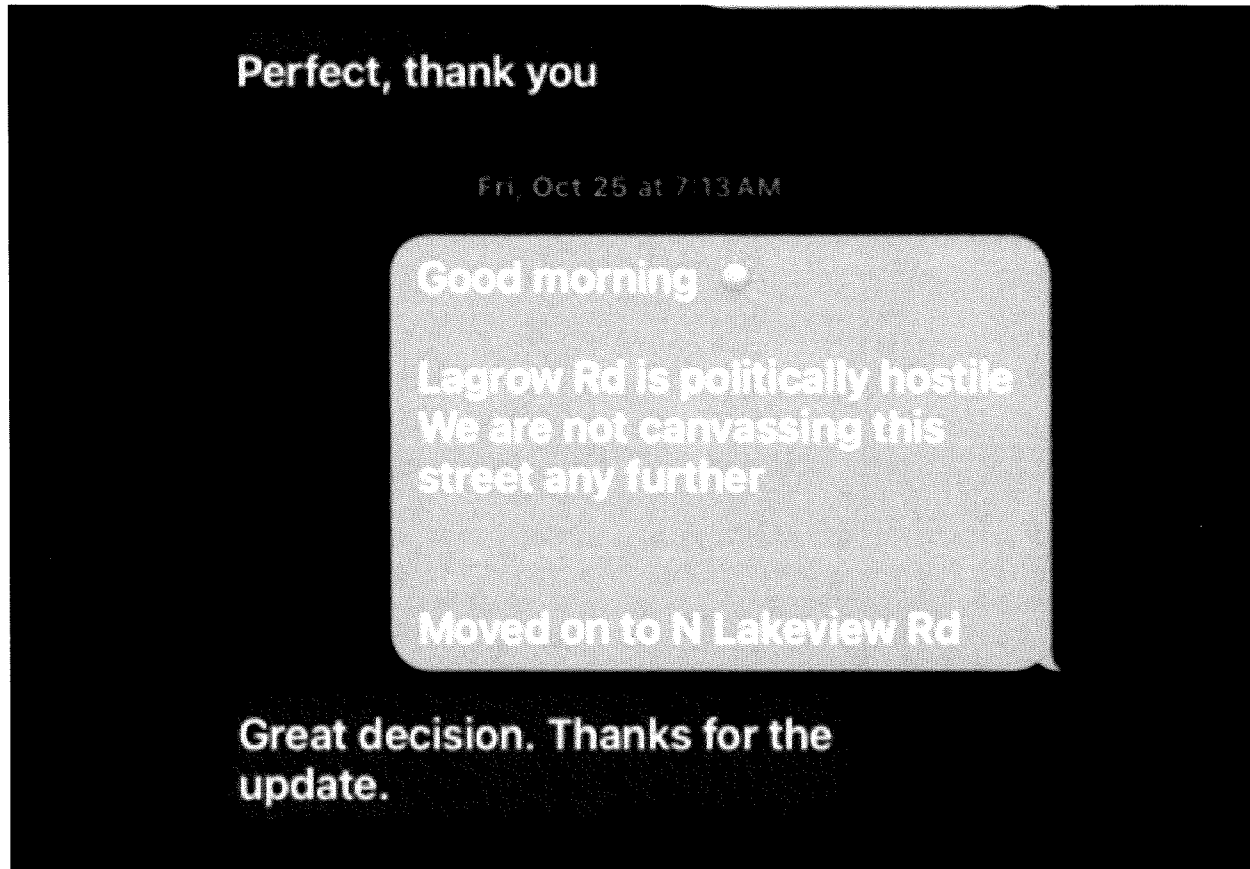 Perfect, thank you
Fri, Oct 25 at 7:13 AM
Good morning
Lagrow Rd is politically hostile
We are not canvassing this
street any further
Moved on to N Lakeview Rd
Great decision. Thanks for the
update.